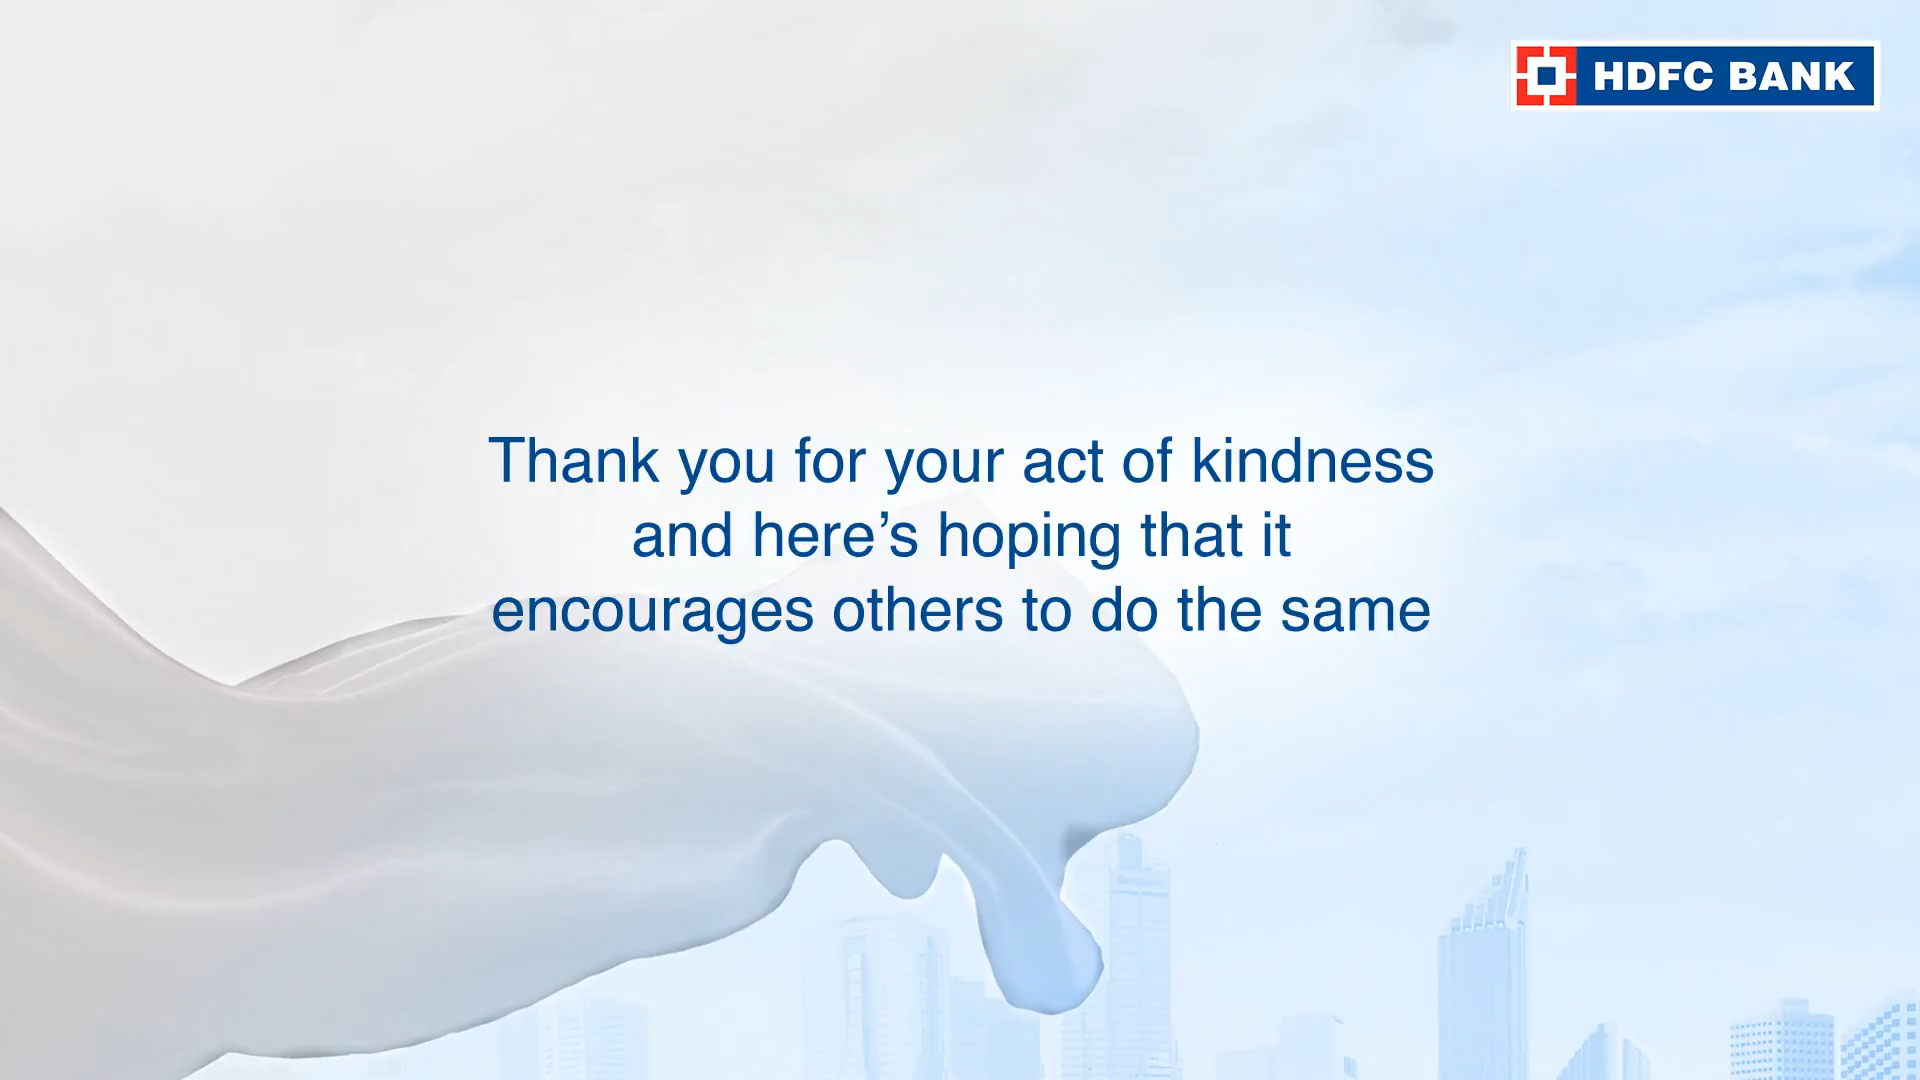 HDFC BANK
Thank you for your act of kindness
and here’s hoping that it
encourages others to do the same